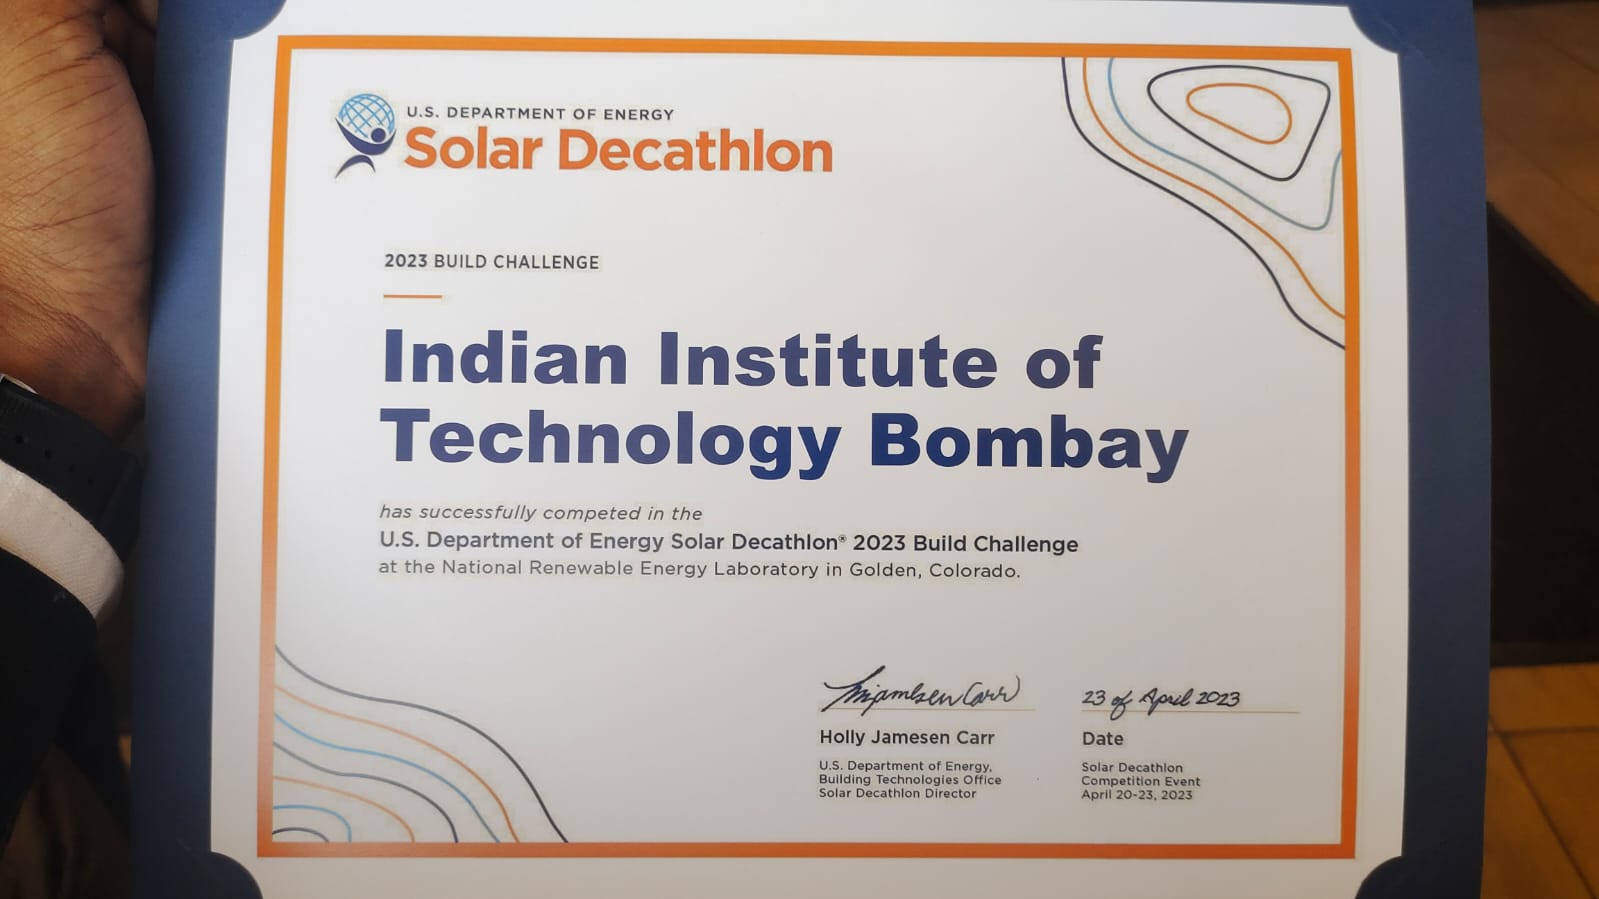 U.S. DEPARTMENT OF ENERGY
Solar Decathlon
2023 BUILD CHALLENGE
Indian Institute of
Technology Bombay
has successfully competed in the
U.S. Department of Energy Solar Decathlon® 2023 Build Challenge
at the National Renewable Energy Laboratory in Golden, Colorado.
23 of April 2023
Holly Jamesen Carr
Date
U.S. Department of Energy,
Building Technologies Office
Solar Decathlon Director
Solar Decathlon
Competition Event
April 20-23, 2023